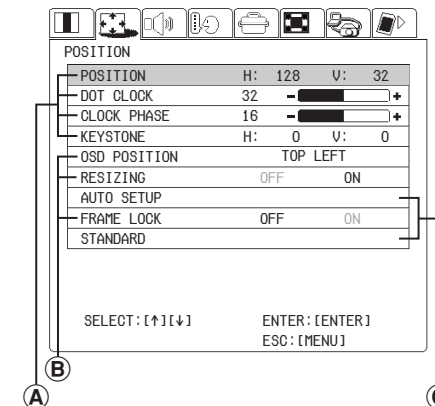 POSITION
POSITION H: 128 V: 32
DOT CLOCK 32 - +
CLOCK PHASE 16 - +
KEYSTONE H: 0 V: 0
OSD POSITION TOP LEFT
RESIZING OFF ON
AUTO SETUP
FRAME LOCK OFF ON
STANDARD
SELECT:[↑][↓] ENTER:[ENTER]
ESC:[MENU]
B
A